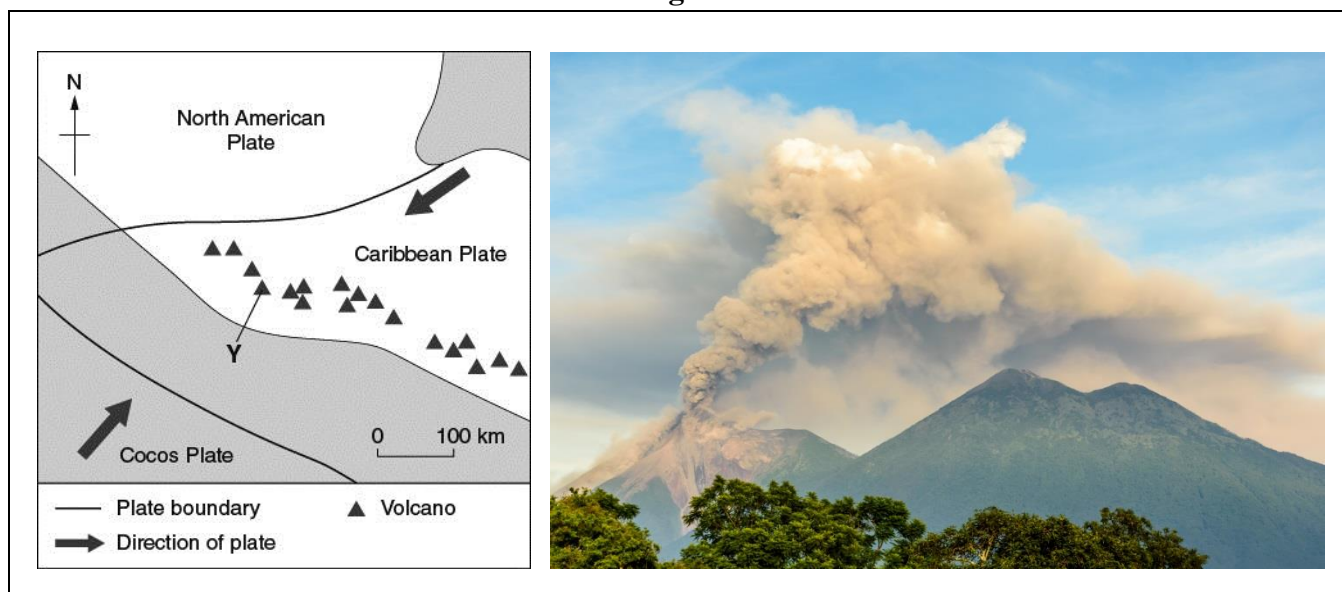 N
North American
Plate
Caribbean Plate
Y
0 100 km
Cocos Plate
Plate boundary
Volcano
Direction of plate